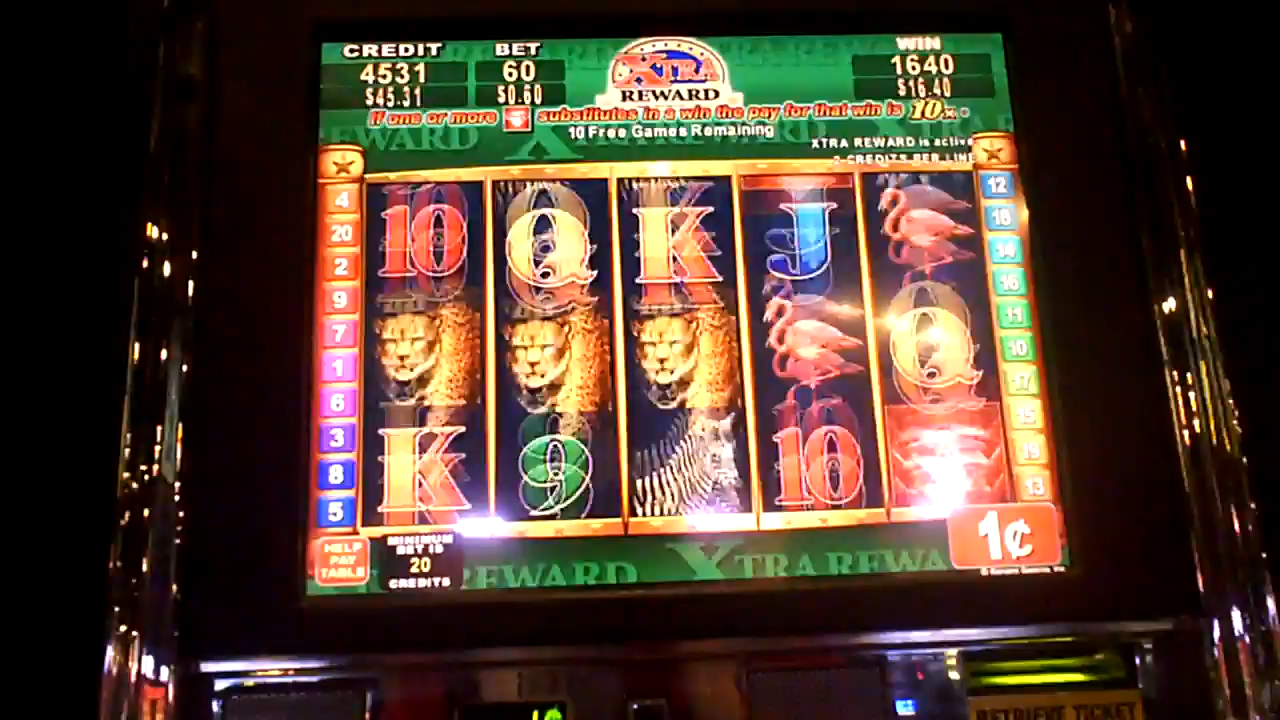 CREDIT BET WIN
4531 60 1640
$45.31 $0.60 $16.40
XTRA
REWARD
If one or more substitutes in a win the pay for that win is 10x.
10 Free Games Remaining
XTRA REWARD is active
2 CREDITS PER LINE
4 12
20 18
2 14
9 16
7 11
1 10
6 17
3 15
8 19
5 13
10 Q K J
Q
K 9 10
HELP
PAY
TABLE
MINIMUM
BET IS
20
CREDITS
REWARD XTRA REWA
1¢
RETRIEVE TICKET